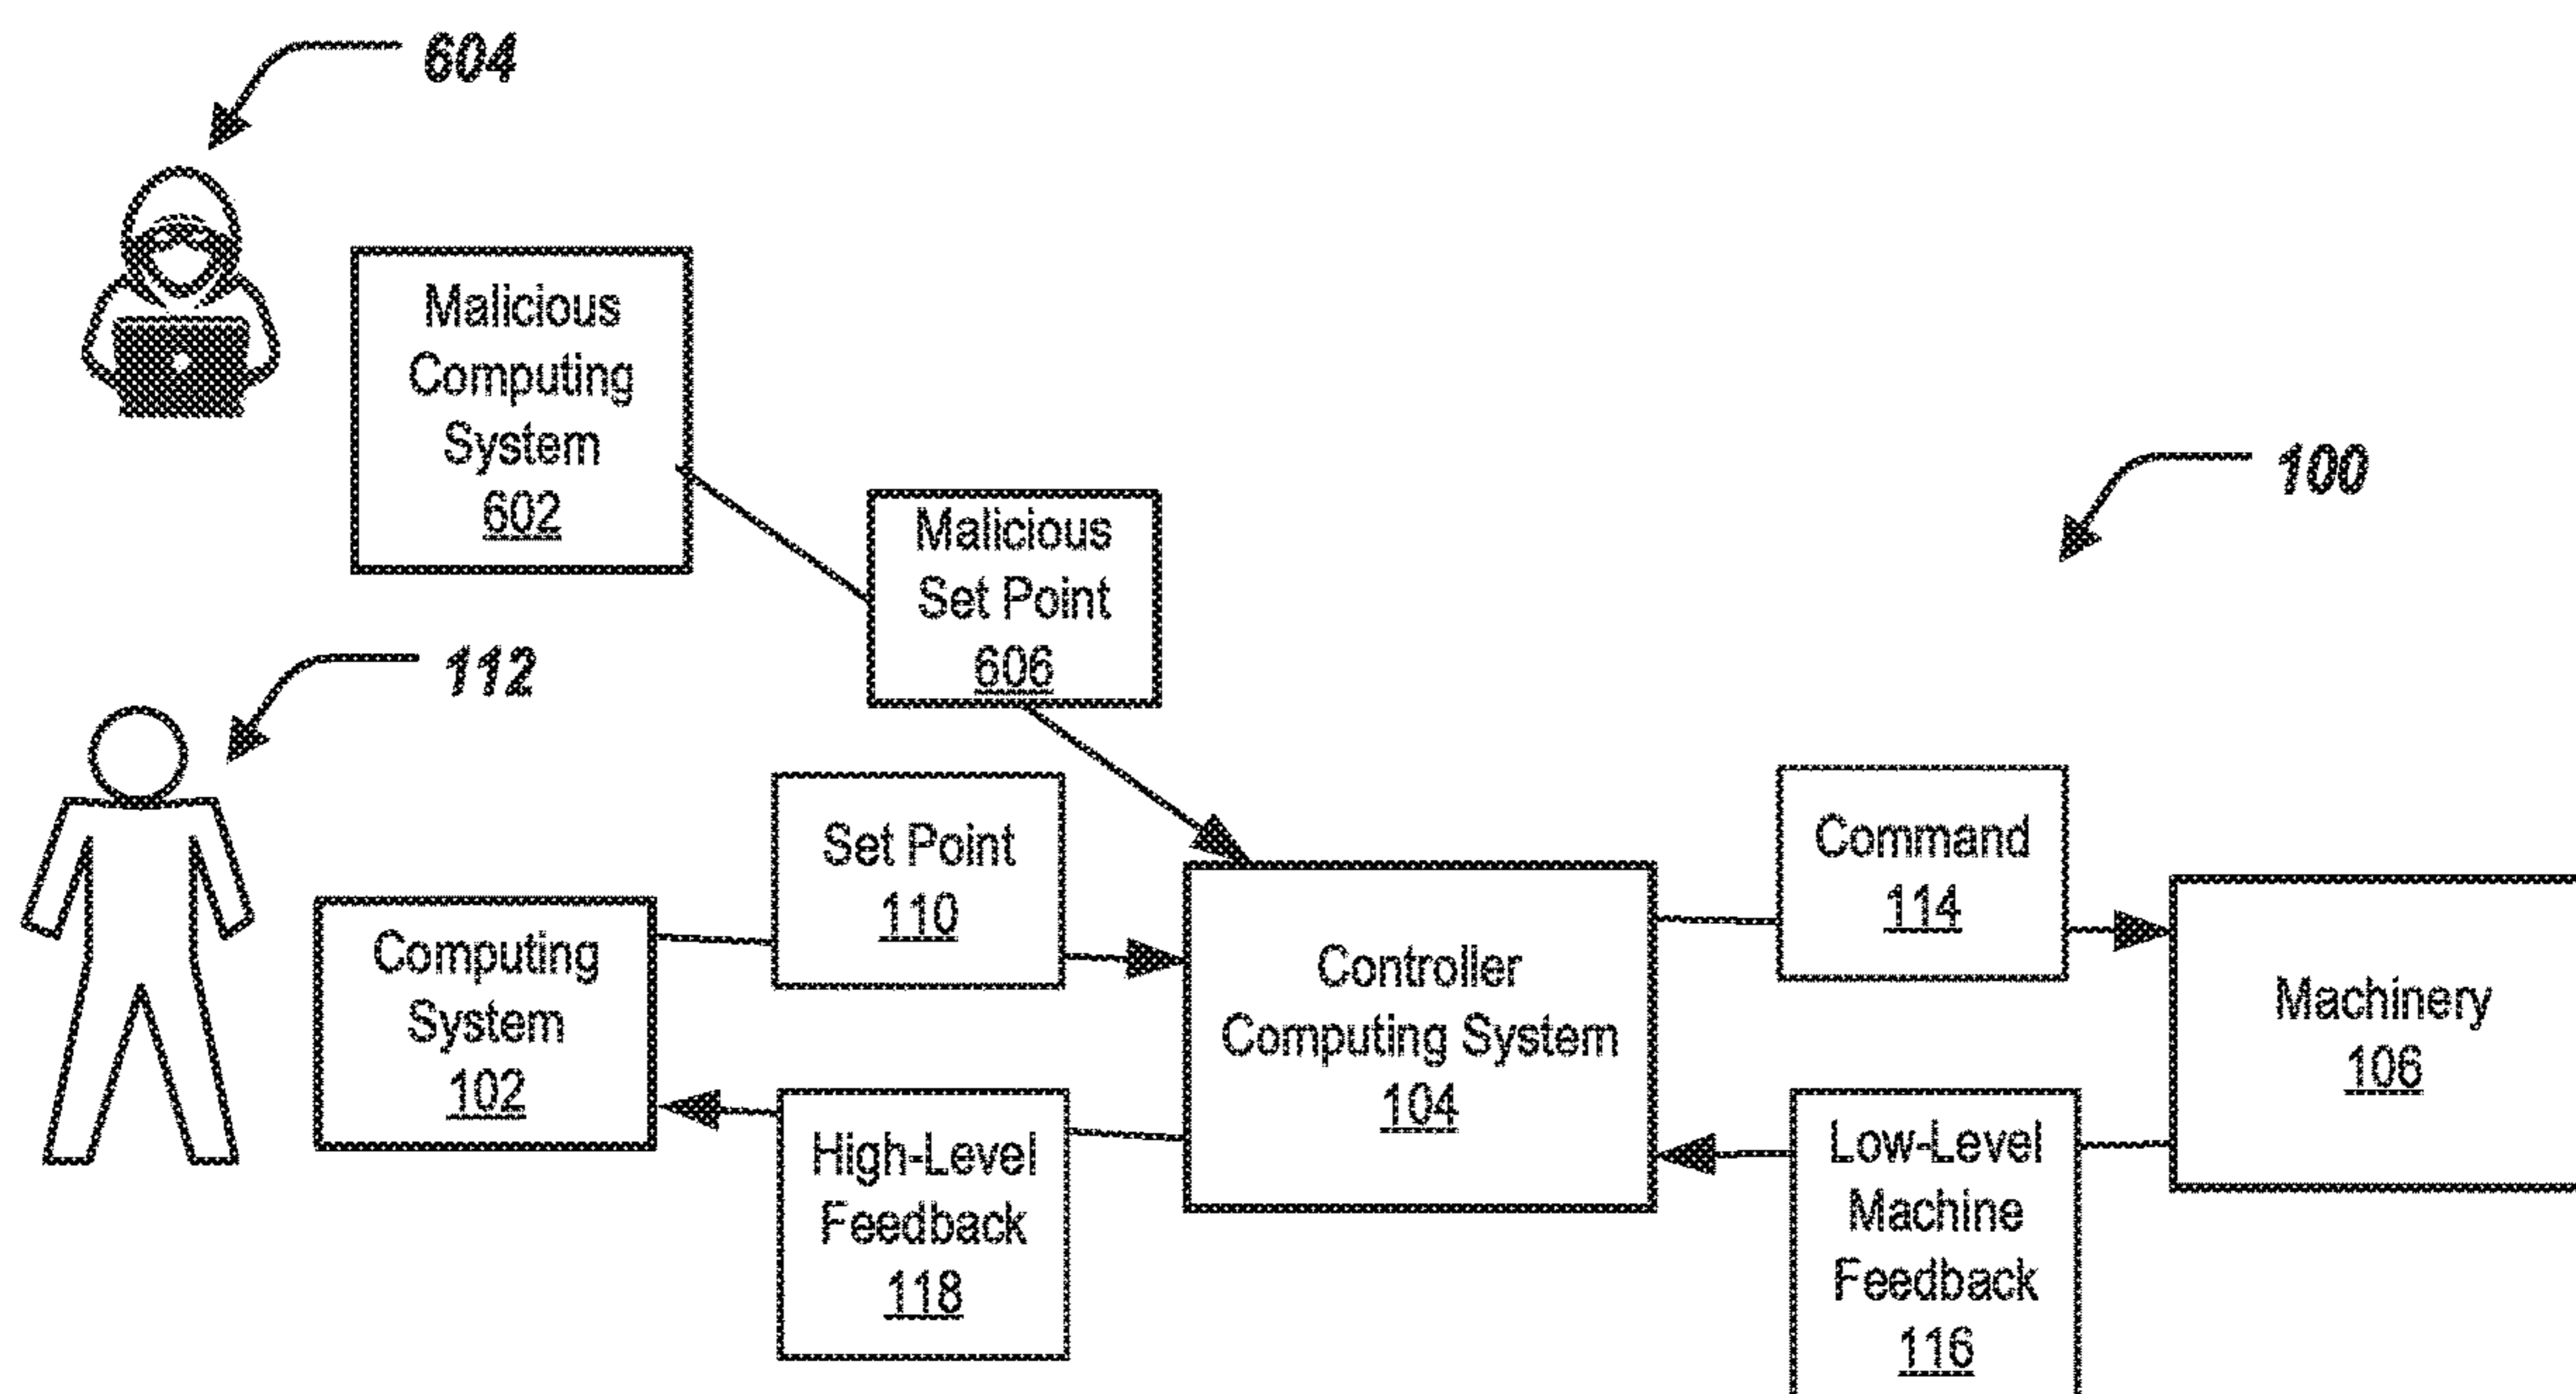 604
Malicious
Computing
System
602
100
Malicious
Set Point
606
112
Set Point
110
Command
114
Computing
System
102
Controller
Computing System
104
Machinery
106
High-Level
Feedback
118
Low-Level
Machine
Feedback
116